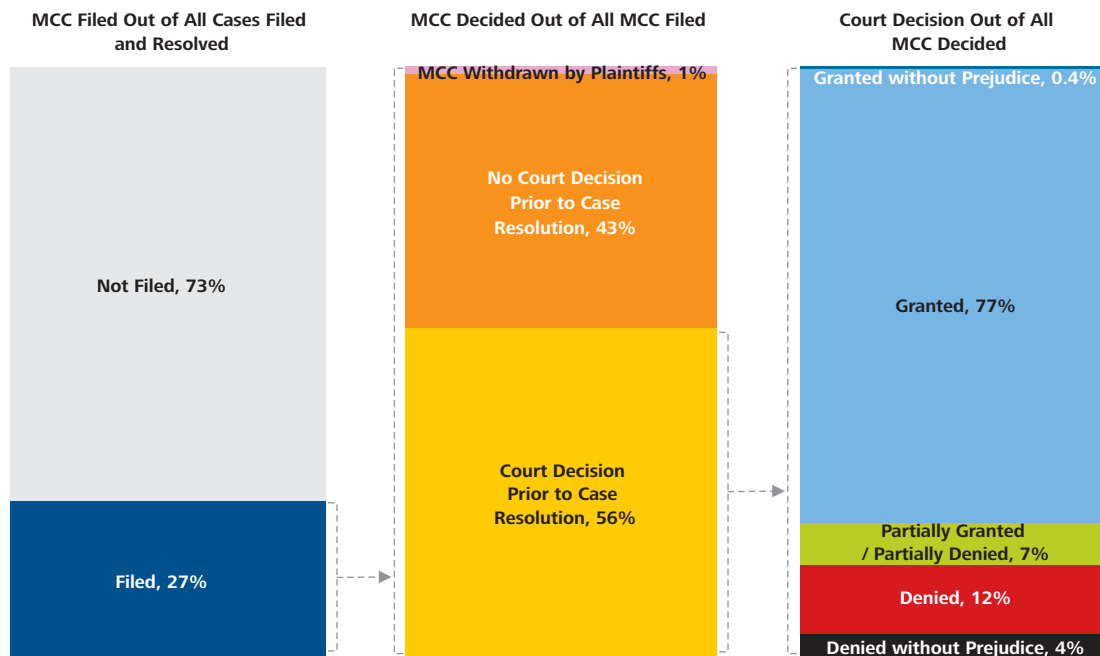 MCC Filed Out of All Cases Filed
and Resolved
Not Filed, 73%
Filed, 27%
MCC Decided Out of All MCC Filed
MCC Withdrawn by Plaintiffs, 1%
No Court Decision
Prior to Case
Resolution, 43%
Court Decision
Prior to Case
Resolution, 56%
Court Decision Out of All
MCC Decided
Granted without Prejudice, 0.4%
Granted, 77%
Partially Granted
/ Partially Denied, 7%
Denied, 12%
Denied without Prejudice, 4%